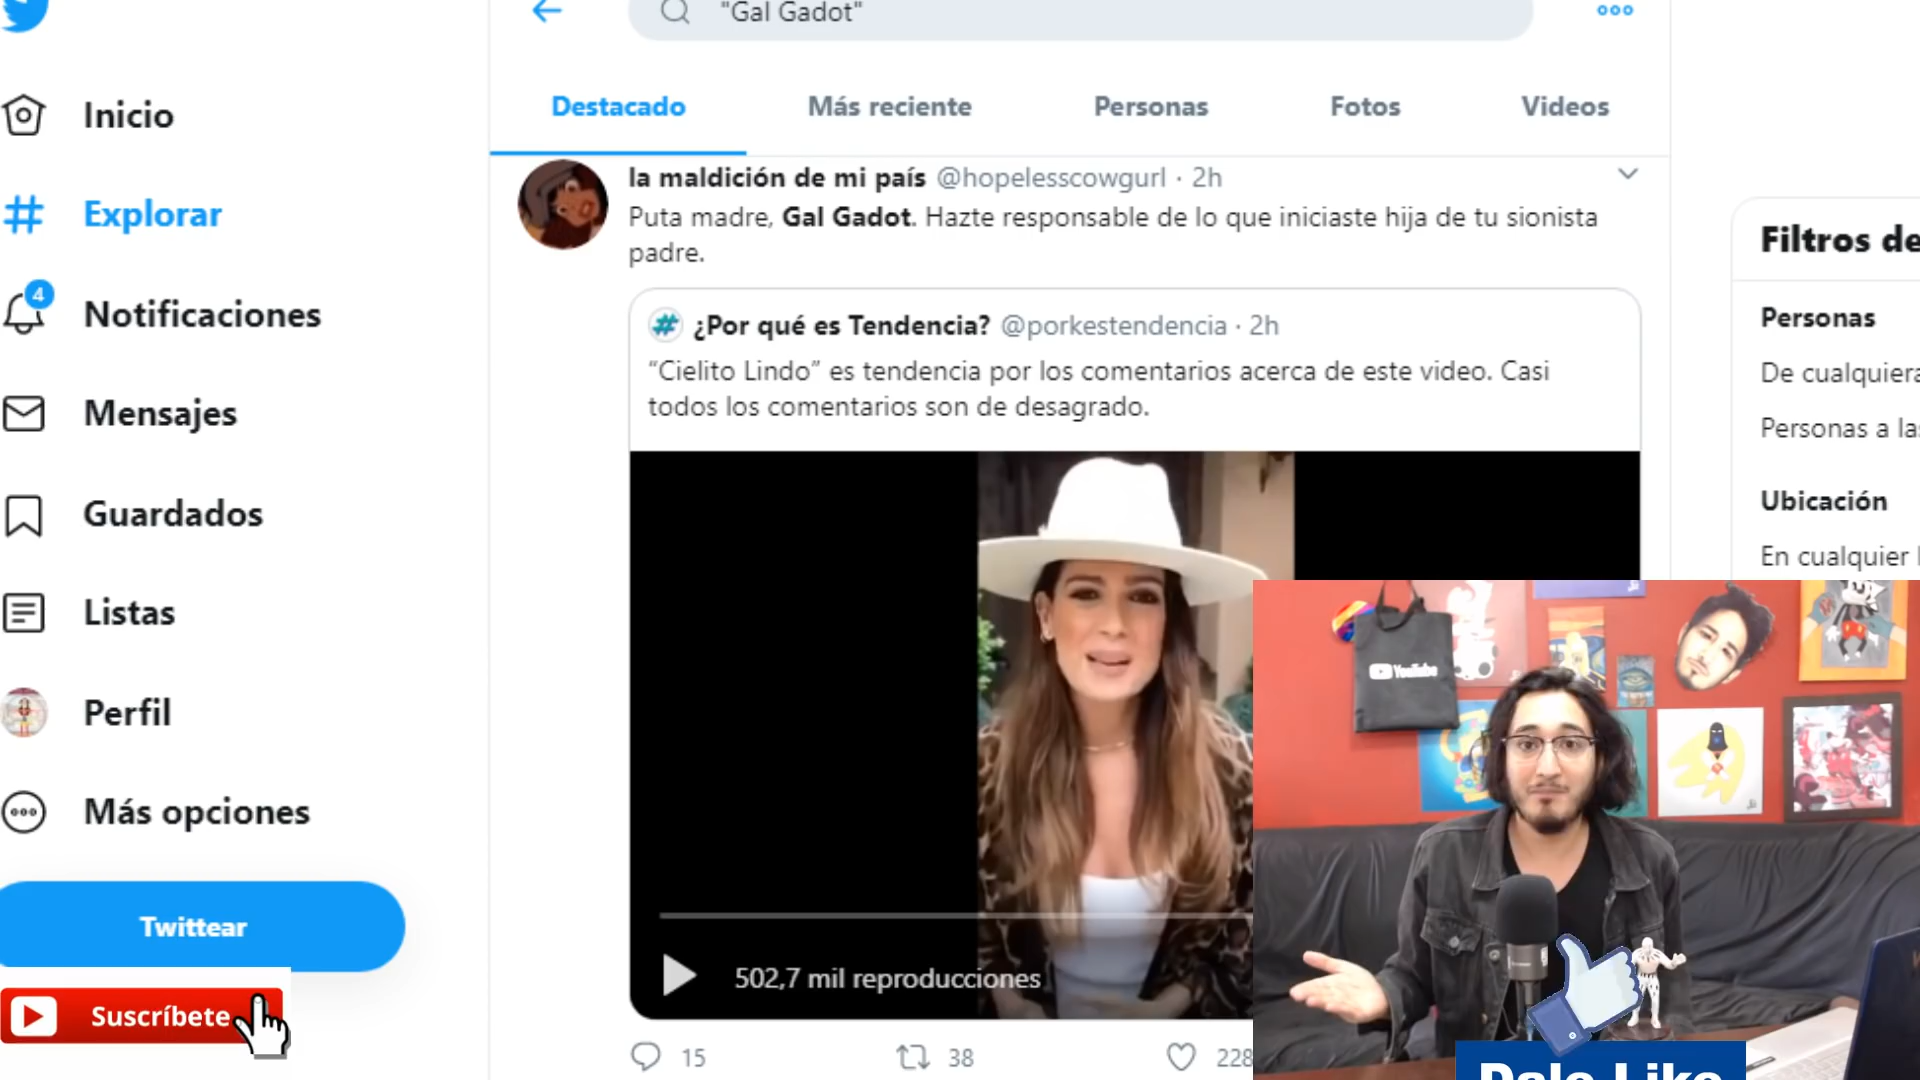 "Gal Gadot"
Destacado
Más reciente
Personas
Fotos
Videos
Inicio
Explorar
4
Notificaciones
Mensajes
Guardados
Listas
Perfil
Más opciones
Twittear
Suscríbete
la maldición de mi país @hopelesscowgurl · 2h
Puta madre, Gal Gadot. Hazte responsable de lo que iniciaste hija de tu sionista
padre.
¿Por qué es Tendencia? @porkestendencia · 2h
“Cielito Lindo” es tendencia por los comentarios acerca de este video. Casi
todos los comentarios son de desagrado.
502,7 mil reproducciones
15
38
228
Filtros de
Personas
De cualquiera
Personas a las
Ubicación
En cualquier l
YouTube
Dale Like